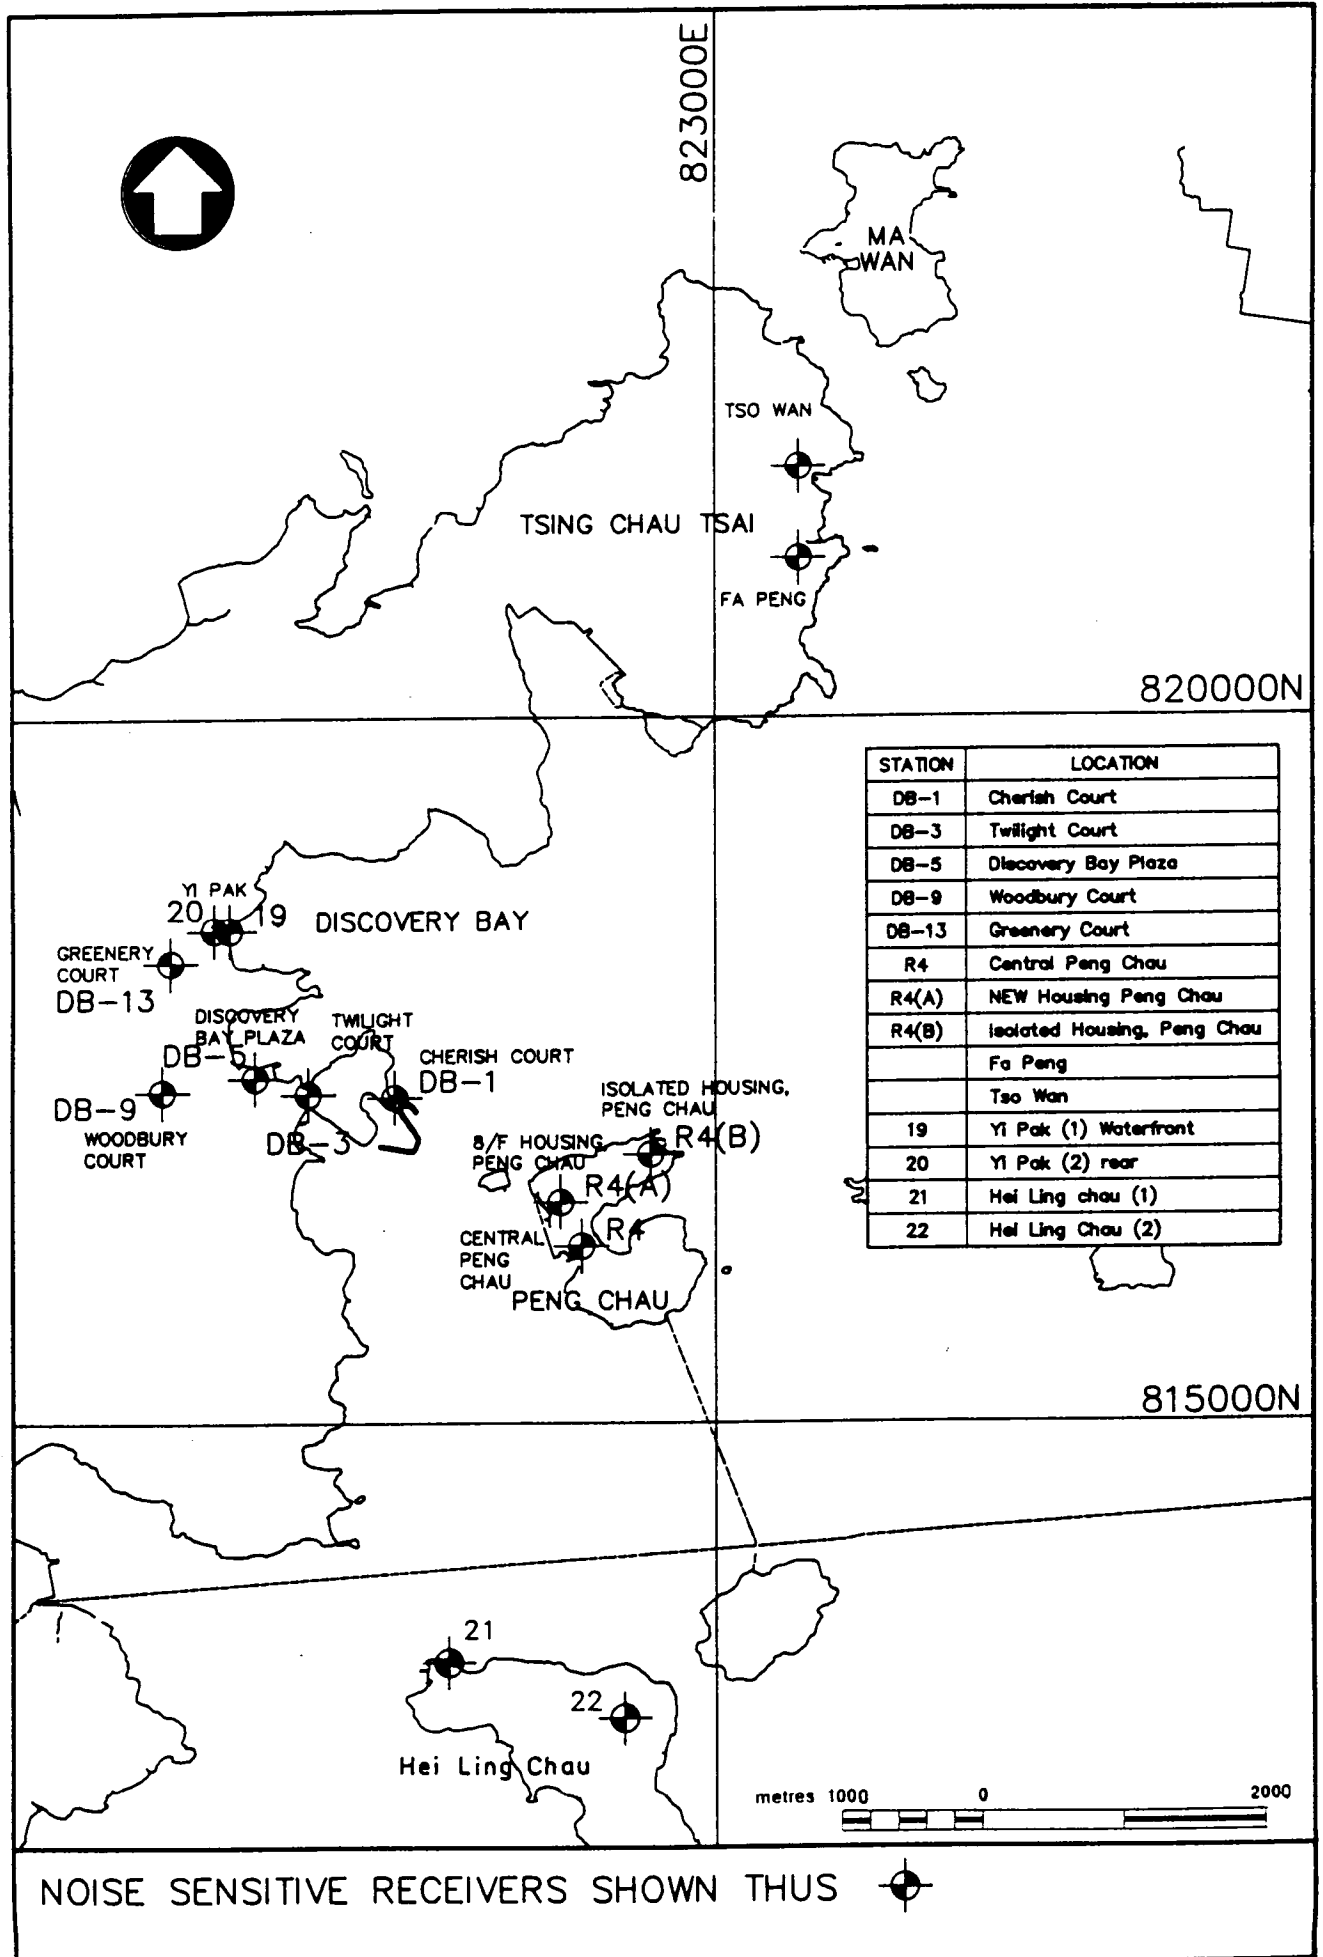 823000E
MA
WAN
TSO WAN
TSING CHAU TSAI
FA PENG
820000N
STATION LOCATION
DB-1 Cherish Court
DB-3 Twilight Court
DB-5 Discovery Bay Plaza
DB-9 Woodbury Court
DB-13 Greenery Court
R4 Central Peng Chau
R4(A) NEW Housing Peng Chau
R4(B) Isolated Housing, Peng Chau
Fa Peng
Tso Wan
19 Yi Pak (1) Waterfront
20 Yi Pak (2) rear
21 Hei Ling chau (1)
22 Hei Ling Chau (2)
YI PAK
20 19
DISCOVERY BAY
GREENERY
COURT
DB-13
DISCOVERY
BAY PLAZA
DB-5
TWILIGHT
COURT
CHERISH COURT
DB-1
DB-9
WOODBURY
COURT
DB-3
ISOLATED HOUSING,
PENG CHAU
R4(B)
8/F HOUSING
PENG CHAU
R4(A)
R4
CENTRAL
PENG
CHAU
PENG CHAU
815000N
21
22
Hei Ling Chau
metres 1000 0 2000
NOISE SENSITIVE RECEIVERS SHOWN THUS